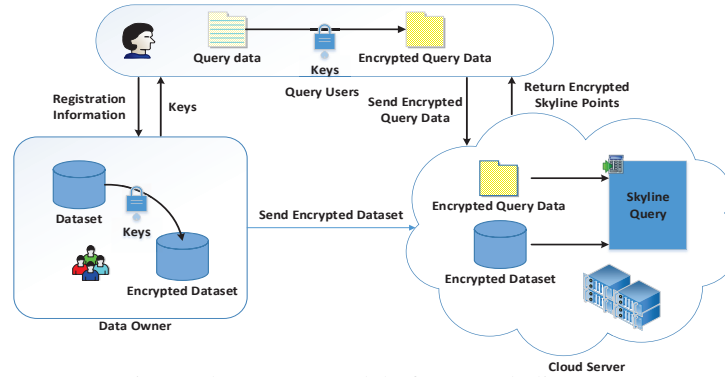 Query data
Encrypted Query Data
Keys
Query Users
Registration
Information
Keys
Send Encrypted
Query Data
Return Encrypted
Skyline Points
Dataset
Keys
Encrypted Dataset
Data Owner
Send Encrypted Dataset
Encrypted Query Data
Skyline
Query
Encrypted Dataset
Cloud Server